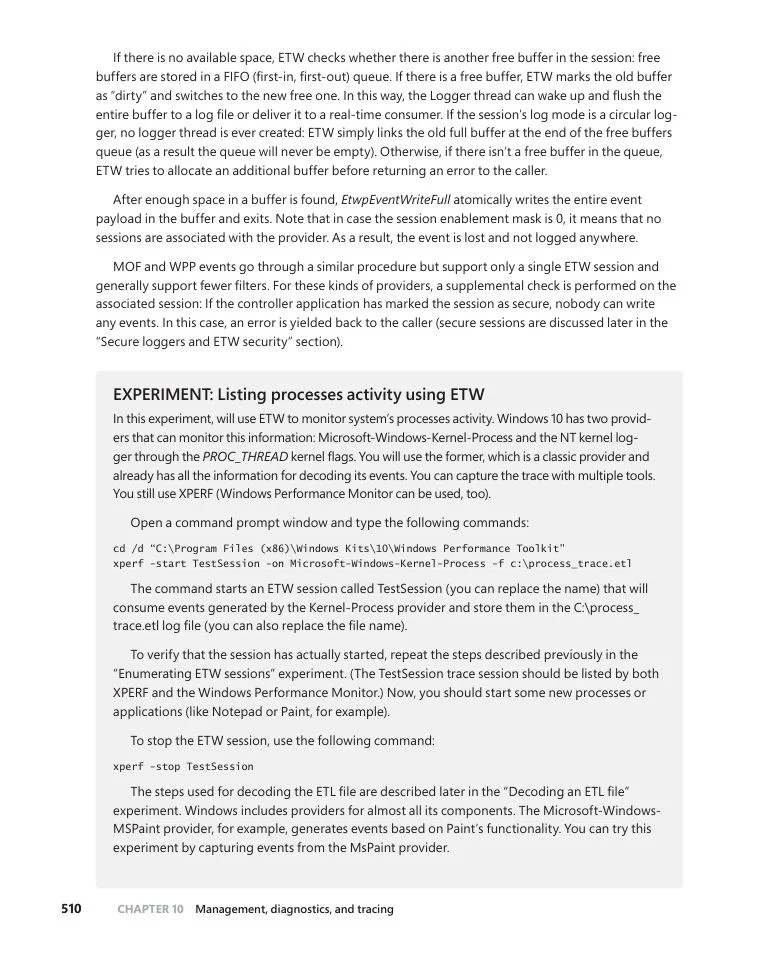 If there is no available space, ETW checks whether there is another free buffer in the session: free
buffers are stored in a FIFO (first-in, first-out) queue. If there is a free buffer, ETW marks the old buffer
as “dirty” and switches to the new free one. In this way, the Logger thread can wake up and flush the
entire buffer to a log file or deliver it to a real-time consumer. If the session’s log mode is a circular log-
ger, no logger thread is ever created: ETW simply links the old full buffer at the end of the free buffers
queue (as a result the queue will never be empty). Otherwise, if there isn’t a free buffer in the queue,
ETW tries to allocate an additional buffer before returning an error to the caller.
After enough space in a buffer is found, EtwpEventWriteFull atomically writes the entire event
payload in the buffer and exits. Note that in case the session enablement mask is 0, it means that no
sessions are associated with the provider. As a result, the event is lost and not logged anywhere.
MOF and WPP events go through a similar procedure but support only a single ETW session and
generally support fewer filters. For these kinds of providers, a supplemental check is performed on the
associated session: If the controller application has marked the session as secure, nobody can write
any events. In this case, an error is yielded back to the caller (secure sessions are discussed later in the
“Secure loggers and ETW security” section).
EXPERIMENT: Listing processes activity using ETW
In this experiment, will use ETW to monitor system’s processes activity. Windows 10 has two provid-
ers that can monitor this information: Microsoft-Windows-Kernel-Process and the NT kernel log-
ger through the PROC_THREAD kernel flags. You will use the former, which is a classic provider and
already has all the information for decoding its events. You can capture the trace with multiple tools.
You still use XPERF (Windows Performance Monitor can be used, too).
Open a command prompt window and type the following commands:
cd /d “C:\Program Files (x86)\Windows Kits\10\Windows Performance Toolkit"
xperf -start TestSession -on Microsoft-Windows-Kernel-Process -f c:\process_trace.etl
The command starts an ETW session called TestSession (you can replace the name) that will
consume events generated by the Kernel-Process provider and store them in the C:\process_
trace.etl log file (you can also replace the file name).
To verify that the session has actually started, repeat the steps described previously in the
“Enumerating ETW sessions” experiment. (The TestSession trace session should be listed by both
XPERF and the Windows Performance Monitor.) Now, you should start some new processes or
applications (like Notepad or Paint, for example).
To stop the ETW session, use the following command:
xperf -stop TestSession
The steps used for decoding the ETL file are described later in the “Decoding an ETL file”
experiment. Windows includes providers for almost all its components. The Microsoft-Windows-
MSPaint provider, for example, generates events based on Paint’s functionality. You can try this
experiment by capturing events from the MsPaint provider.
510 CHAPTER 10 Management, diagnostics, and tracing